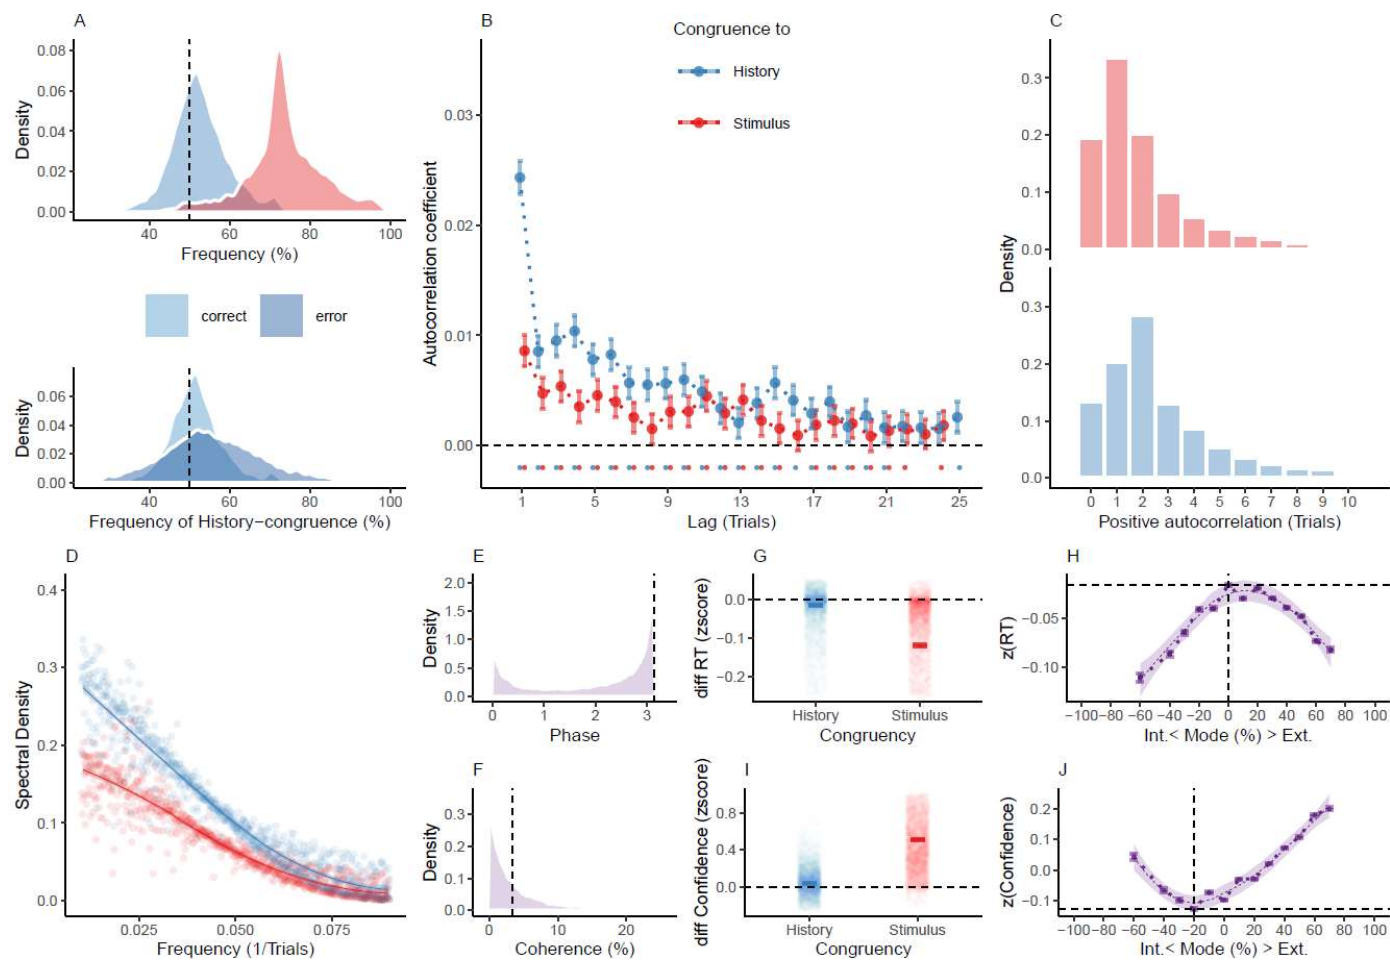 A
Density
0.08
0.06
0.04
0.02
0.00
40 60 80 100
Frequency (%)
correct error
Density
0.06
0.04
0.02
0.00
40 60 80 100
Frequency of History−congruence (%)
B
Congruence to
History
Stimulus
Autocorrelation coefficient
0.03
0.02
0.01
0.00
1 5 9 13 17 21 25
Lag (Trials)
C
Density
0.3
0.2
0.1
0.0
0.3
0.2
0.1
0.0
0 1 2 3 4 5 6 7 8 9 10
Positive autocorrelation (Trials)
D
Spectral Density
0.4
0.3
0.2
0.1
0.0
0.025 0.050 0.075
Frequency (1/Trials)
E
Density
2.0
1.5
1.0
0.5
0.0
0 1 2 3
Phase
F
Density
0.3
0.2
0.1
0.0
0 10 20
Coherence (%)
G
diff RT (zscore)
0.0
−0.1
−0.2
History Stimulus
Congruency
H
z(RT)
−0.05
−0.10
−100 −80 −60 −40 −20 0 20 40 60 80 100
Int.< Mode (%) > Ext.
I
diff Confidence (zscore)
1.0
0.5
0.0
History Stimulus
Congruency
J
z(Confidence)
0.2
0.1
0.0
−0.1
−100 −80 −60 −40 −20 0 20 40 60 80 100
Int.< Mode (%) > Ext.